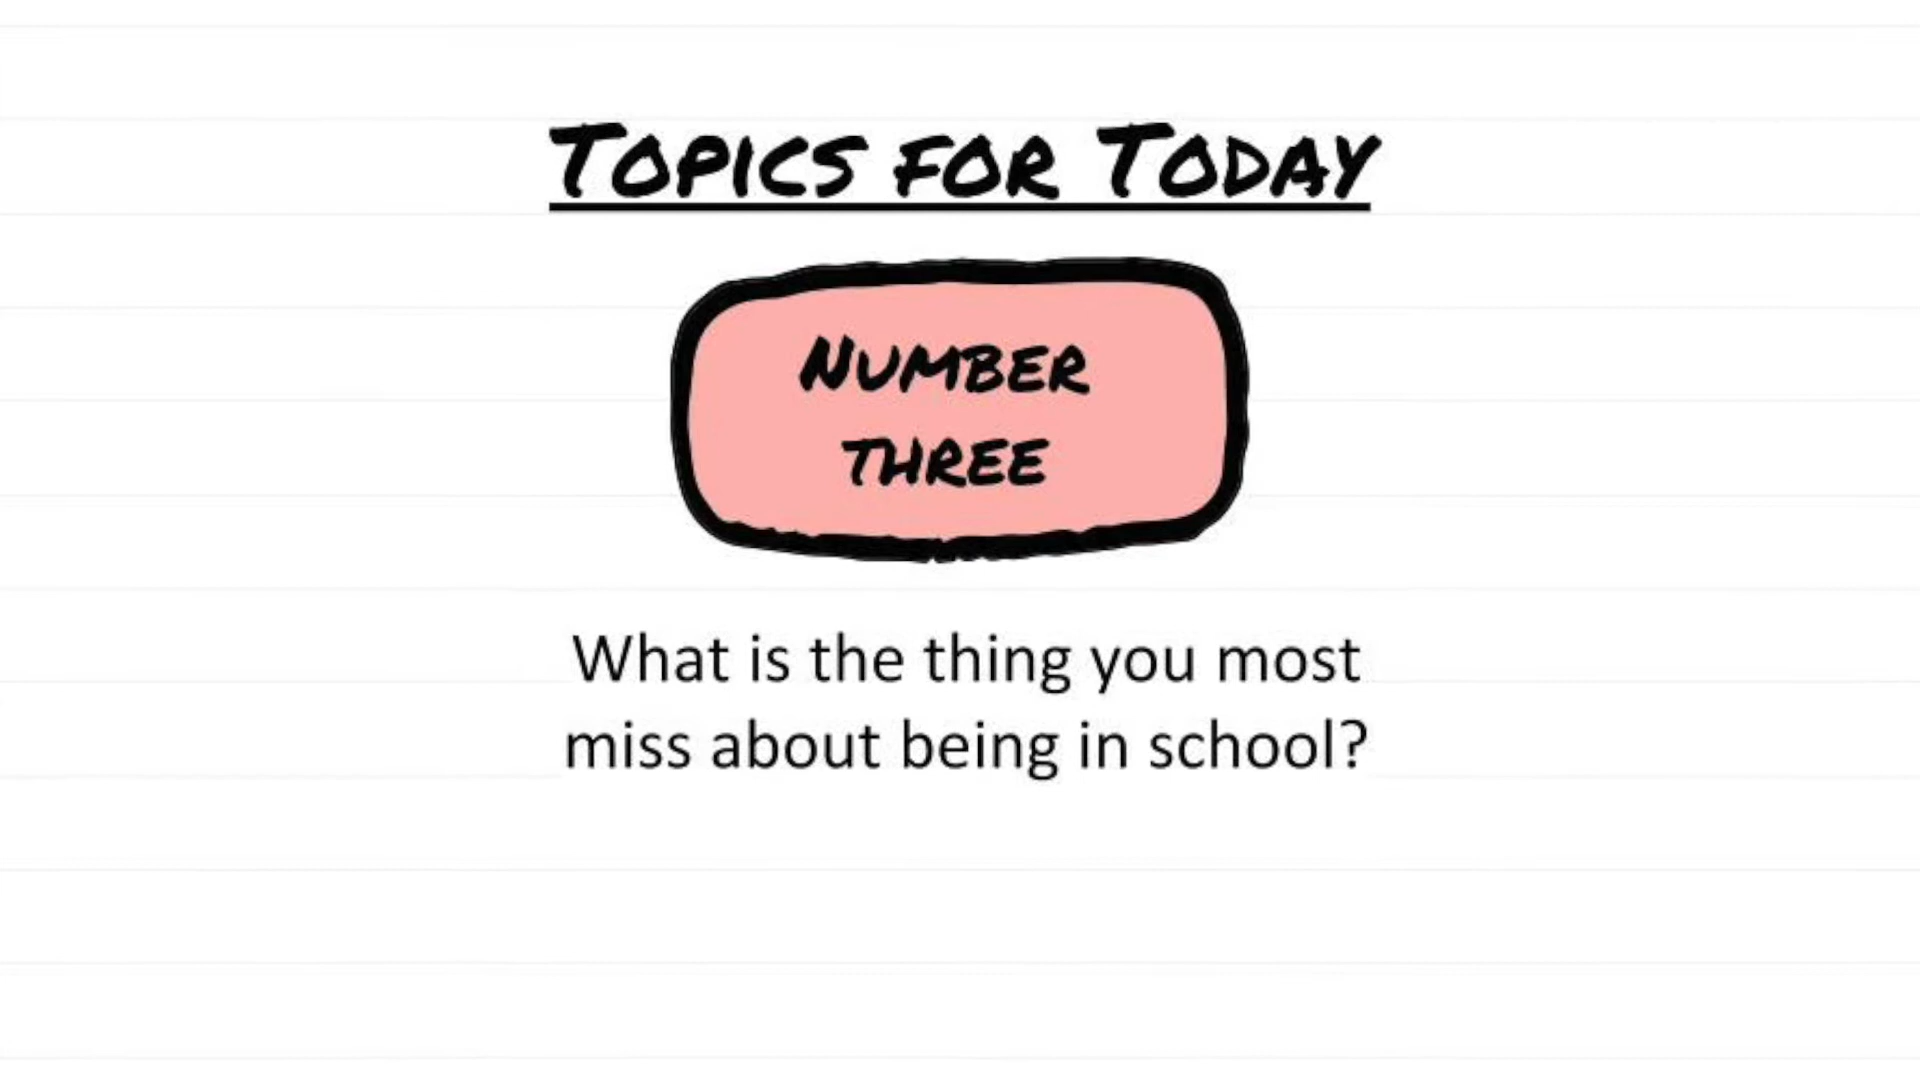 Topics for Today
Number
three
What is the thing you most
miss about being in school?